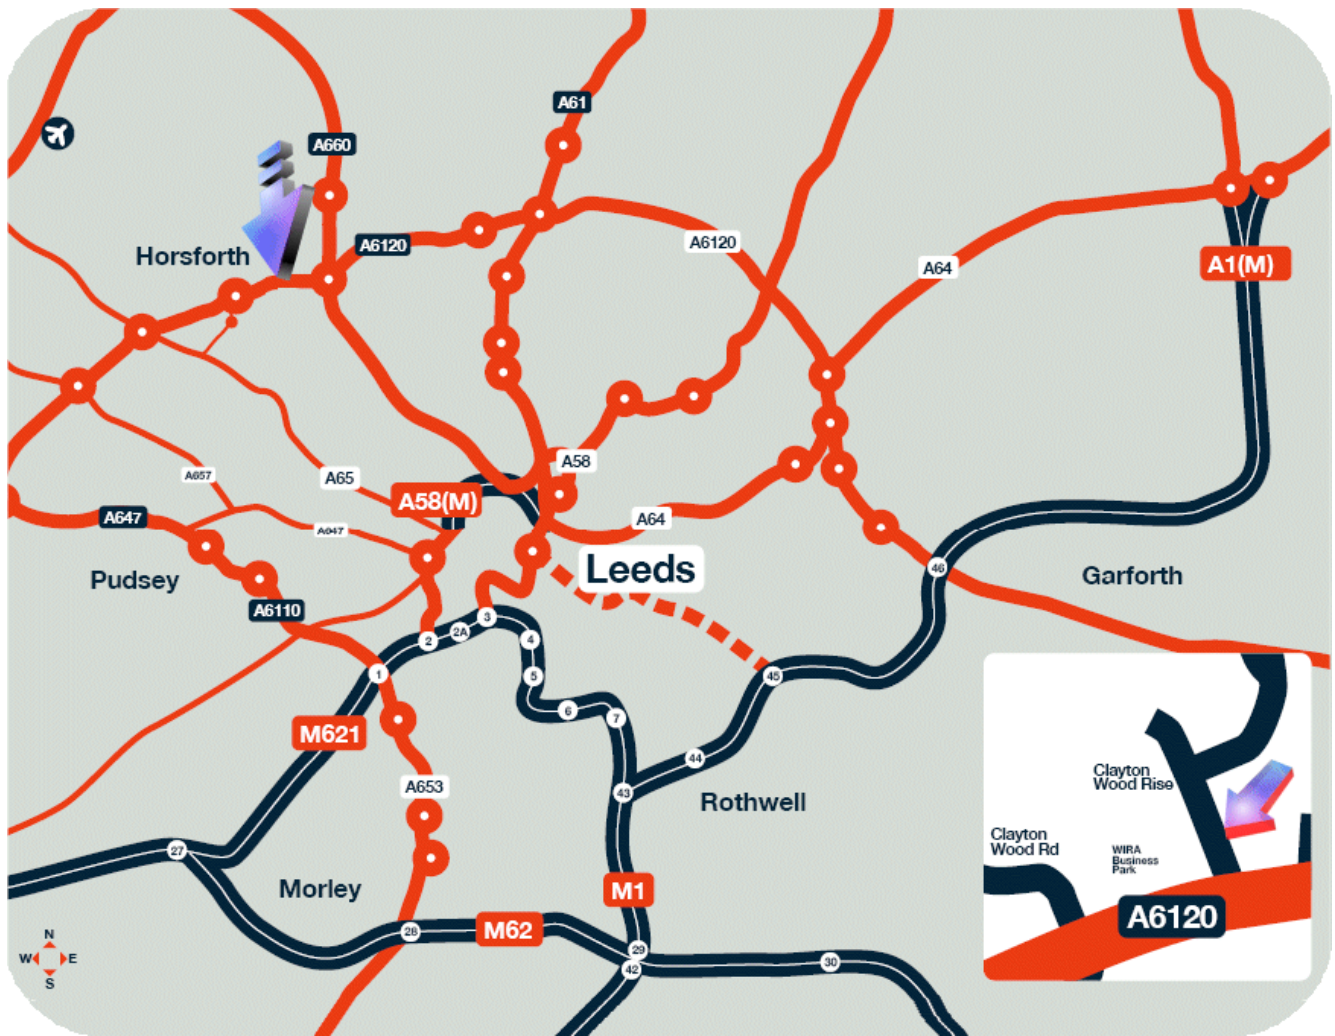 A61
A660
Horsforth
A6120
A6120
A64
A1(M)
A657
A65
A58(M)
A58
A64
A647
A647
Leeds
Pudsey
A6110
Garforth
46
3
2A
2
4
1
5
45
6
7
M621
44
A653
43
Rothwell
27
Morley
M1
28
M62
29
42
30
N
W E
S
Clayton
Wood Rise
Clayton
Wood Rd
WIRA
Business
Park
A6120